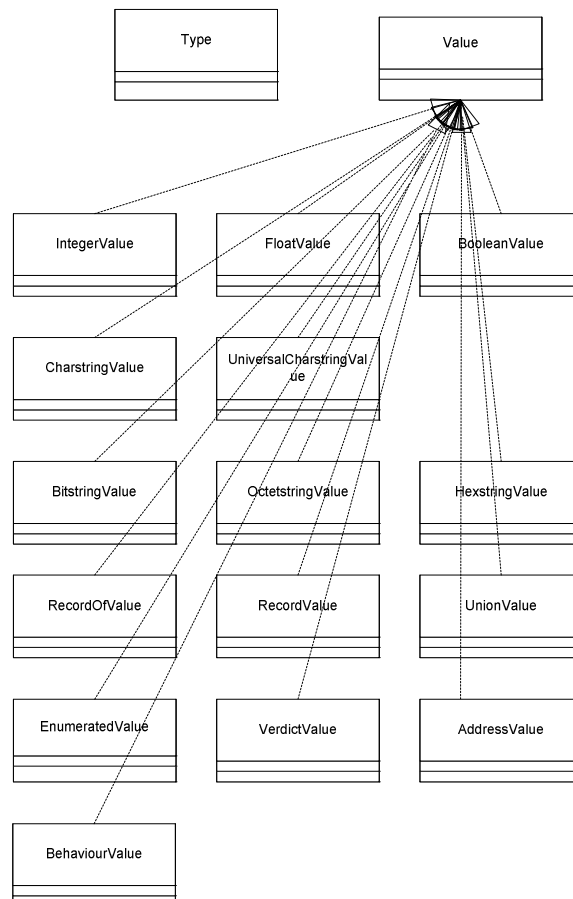 Type
Value
IntegerValue
FloatValue
BooleanValue
CharstringValue
UniversalCharstringVal
ue
BitstringValue
OctetstringValue
HexstringValue
RecordOfValue
RecordValue
UnionValue
EnumeratedValue
VerdictValue
AddressValue
BehaviourValue